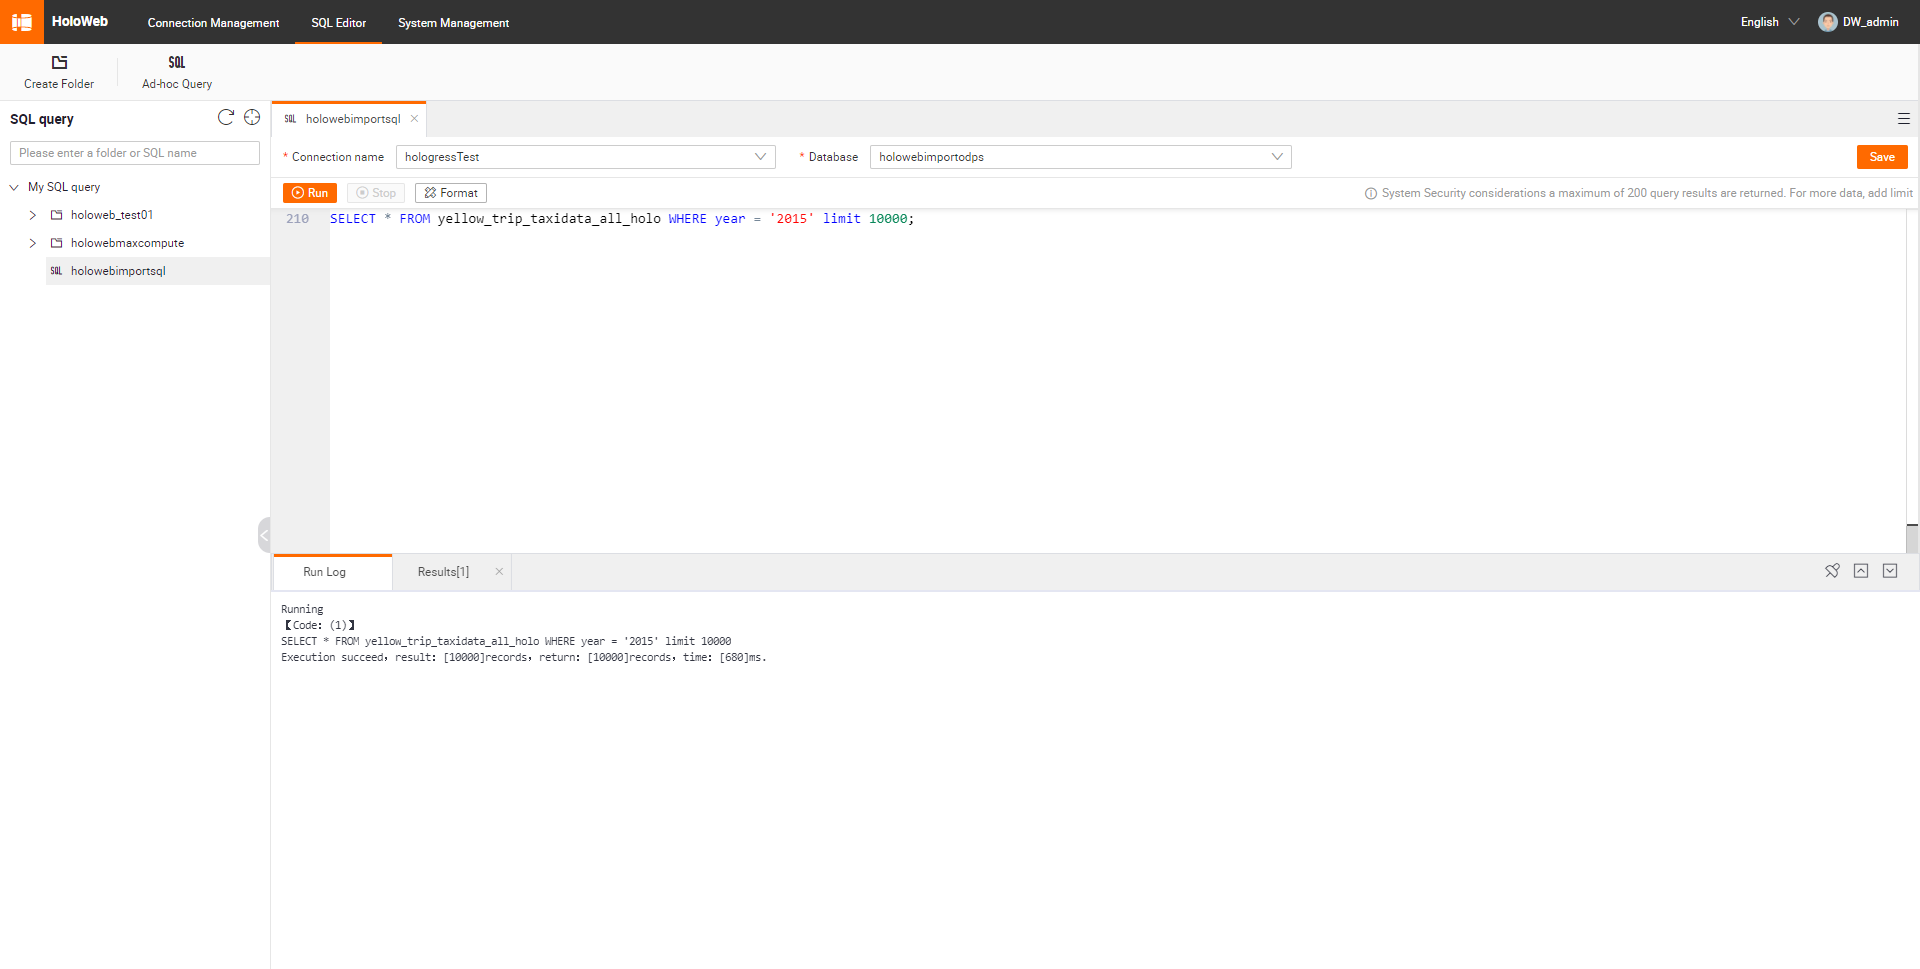 HoloWeb Connection Management SQL Editor System Management English DW_admin
SQL
Create Folder Ad-hoc Query
SQL query
Please enter a folder or SQL name
My SQL query
holoweb_test01
holowebmaxcompute
SQL holowebimportsql
SQL holowebimportsql
* Connection name hologressTest * Database holowebimportodps Save
Run Stop Format System Security considerations a maximum of 200 query results are returned. For more data, add limit
210 SELECT * FROM yellow_trip_taxidata_all_holo WHERE year = '2015' limit 10000;
Run Log Results[1]
Running
【Code: (1)】
SELECT * FROM yellow_trip_taxidata_all_holo WHERE year = '2015' limit 10000
Execution succeed, result: [10000]records, return: [10000]records, time: [680]ms.